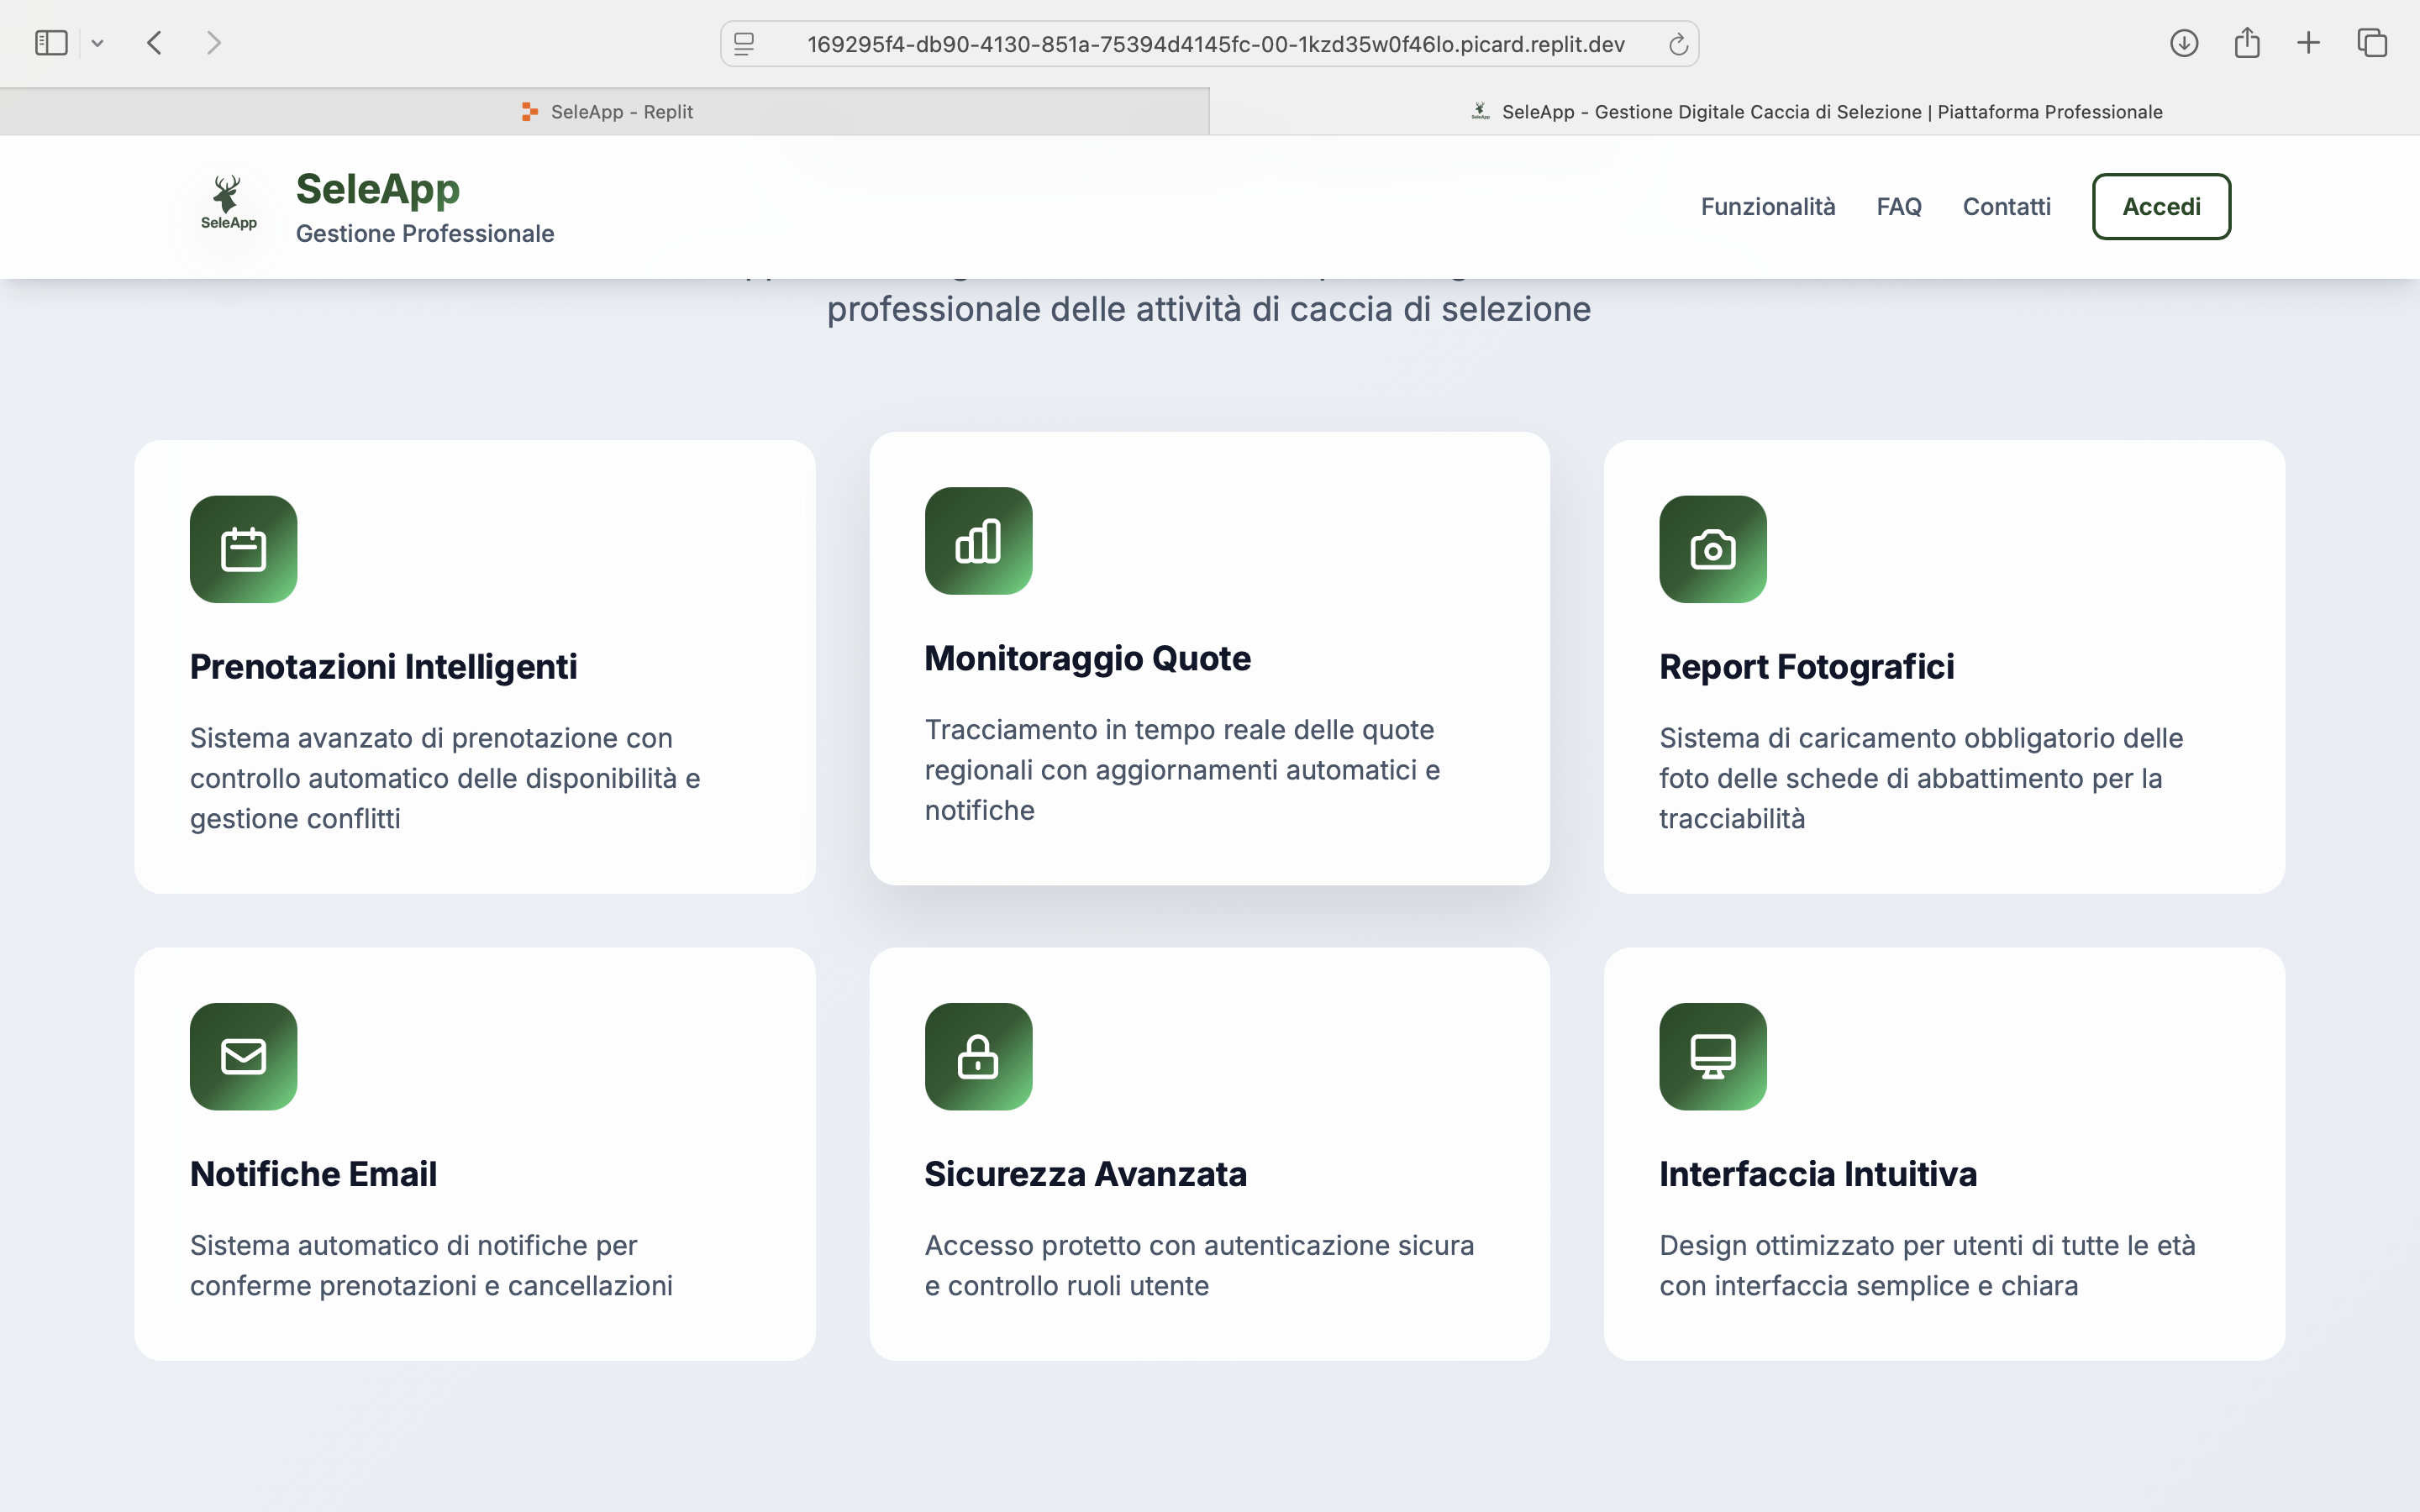 169295f4-db90-4130-851a-75394d4145fc-00-1kzd35w0f46lo.picard.replit.dev
SeleApp - Replit
SeleApp - Gestione Digitale Caccia di Selezione | Piattaforma Professionale
SeleApp
SeleApp
Gestione Professionale
Funzionalità
FAQ
Contatti
Accedi
professionale delle attività di caccia di selezione
Prenotazioni Intelligenti
Sistema avanzato di prenotazione con
controllo automatico delle disponibilità e
gestione conflitti
Monitoraggio Quote
Tracciamento in tempo reale delle quote
regionali con aggiornamenti automatici e
notifiche
Report Fotografici
Sistema di caricamento obbligatorio delle
foto delle schede di abbattimento per la
tracciabilità
Notifiche Email
Sistema automatico di notifiche per
conferme prenotazioni e cancellazioni
Sicurezza Avanzata
Accesso protetto con autenticazione sicura
e controllo ruoli utente
Interfaccia Intuitiva
Design ottimizzato per utenti di tutte le età
con interfaccia semplice e chiara